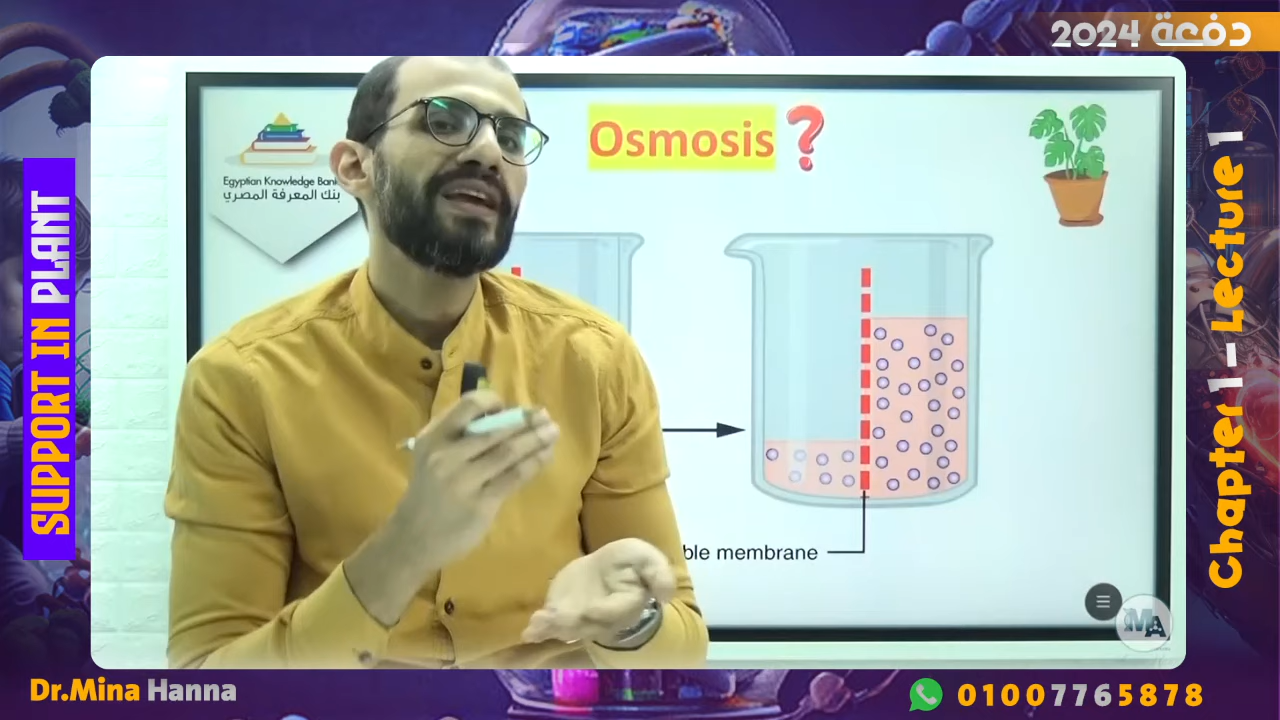 دفعة 2024
Osmosis?
Egyptian Knowledge Bank
بنك المعرفة المصري
SUPPORT IN PLANT
Chapter 1 - Lecture 1
ble membrane
MA
Dr.Mina Hanna
01007765878